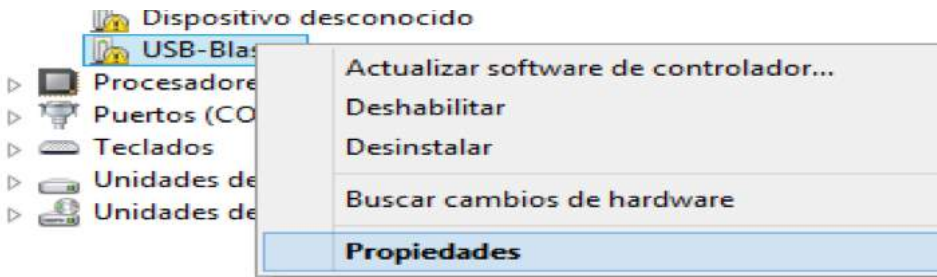 Dispositivo desconocido
USB-Blas
Procesadore
Puertos (CO
Teclados
Unidades de
Unidades de
Actualizar software de controlador...
Deshabilitar
Desinstalar
Buscar cambios de hardware
Propiedades